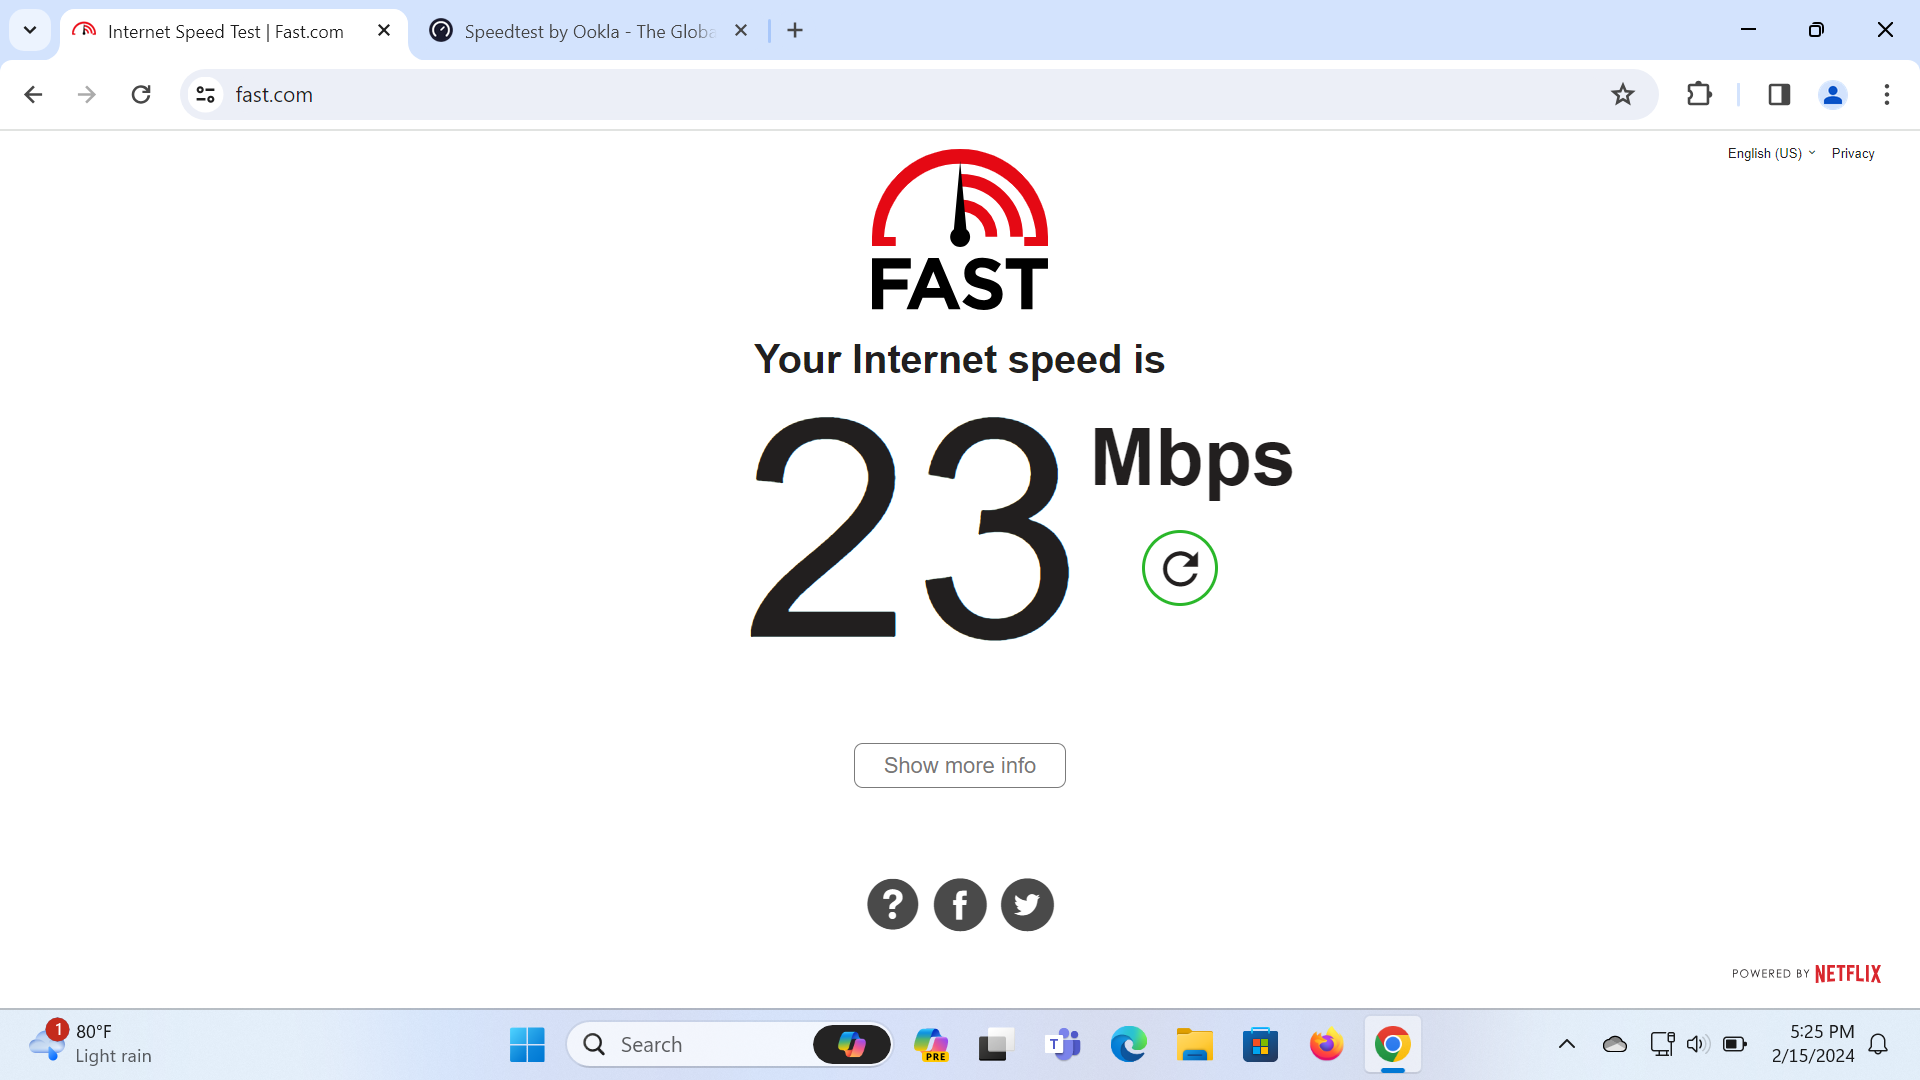 Internet Speed Test | Fast.com
Speedtest by Ookla - The Globa
fast.com
English (US)
Privacy
FAST
Your Internet speed is
23 Mbps
Show more info
?
f
POWERED BY NETFLIX
1
80°F
Light rain
Search
PRE
T
5:25 PM
2/15/2024